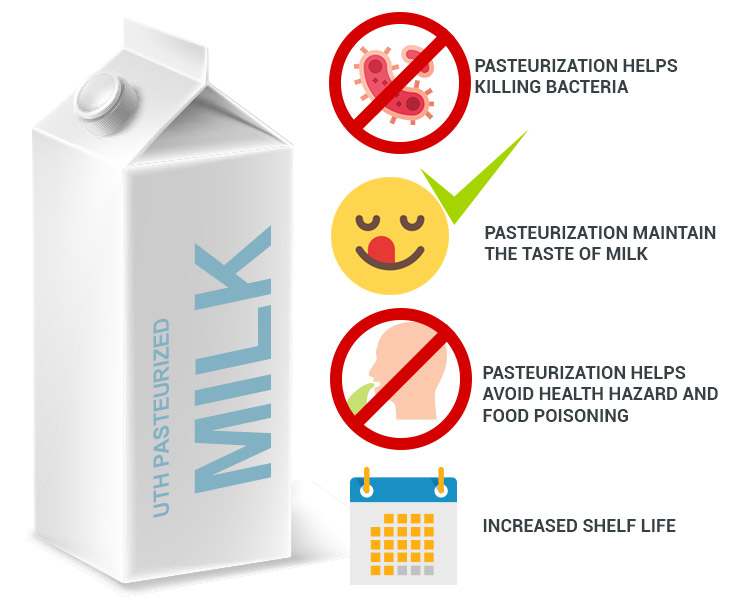 UTH PASTEURIZED
MILK
PASTEURIZATION HELPS
KILLING BACTERIA
PASTEURIZATION MAINTAIN
THE TASTE OF MILK
PASTEURIZATION HELPS
AVOID HEALTH HAZARD AND
FOOD POISONING
INCREASED SHELF LIFE